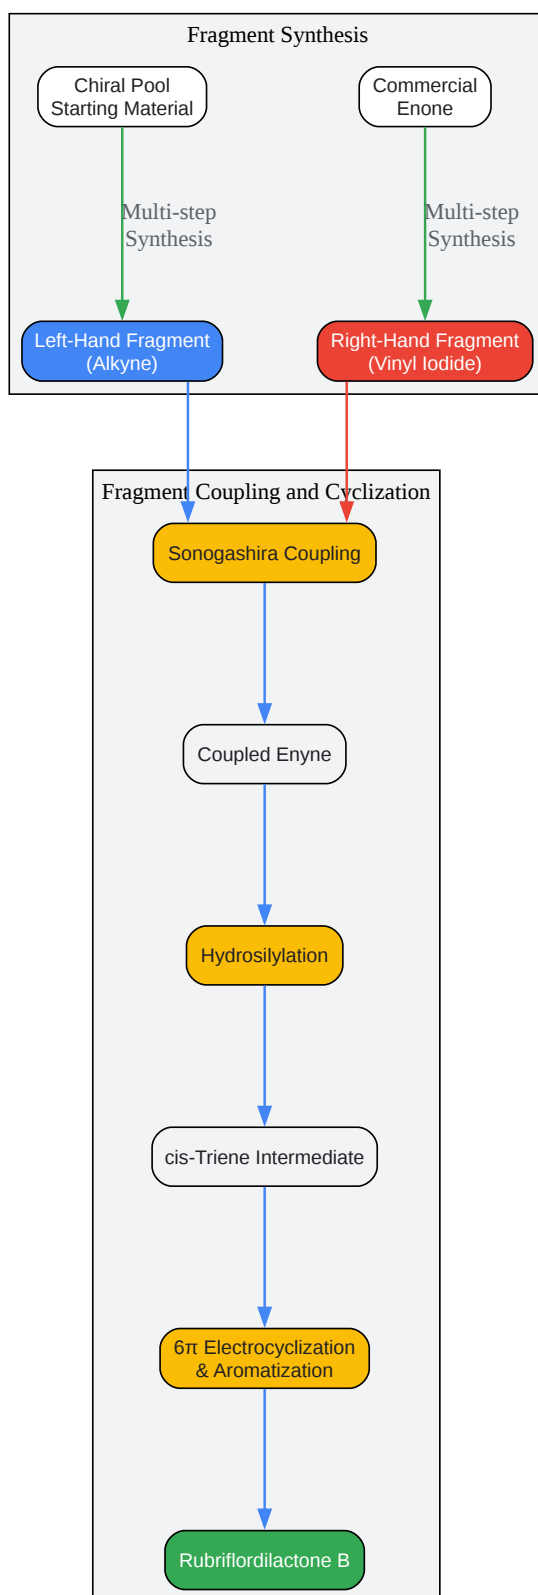 Fragment Synthesis
Chiral Pool
Starting Material
Commercial
Enone
Multi-step
Synthesis
Multi-step
Synthesis
Left-Hand Fragment
(Alkyne)
Right-Hand Fragment
(Vinyl Iodide)
Fragment Coupling and Cyclization
Sonogashira Coupling
Coupled Enyne
Hydrosilylation
cis-Triene Intermediate
6π Electrocyclization
& Aromatization
Rubriflordilactone B